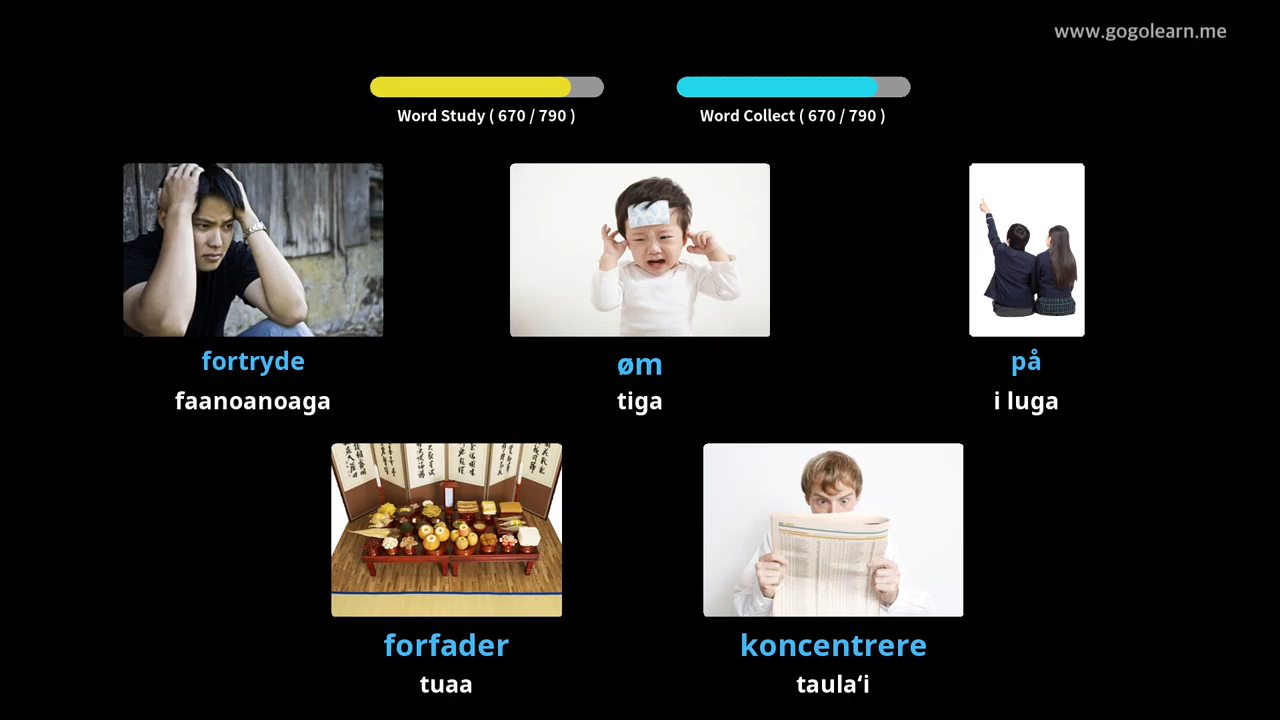 www.gogolearn.me
Word Study ( 670 / 790 )
Word Collect ( 670 / 790 )
fortryde
faanoanoaga
øm
tiga
på
i luga
forfader
tuaa
koncentrere
taula‘i